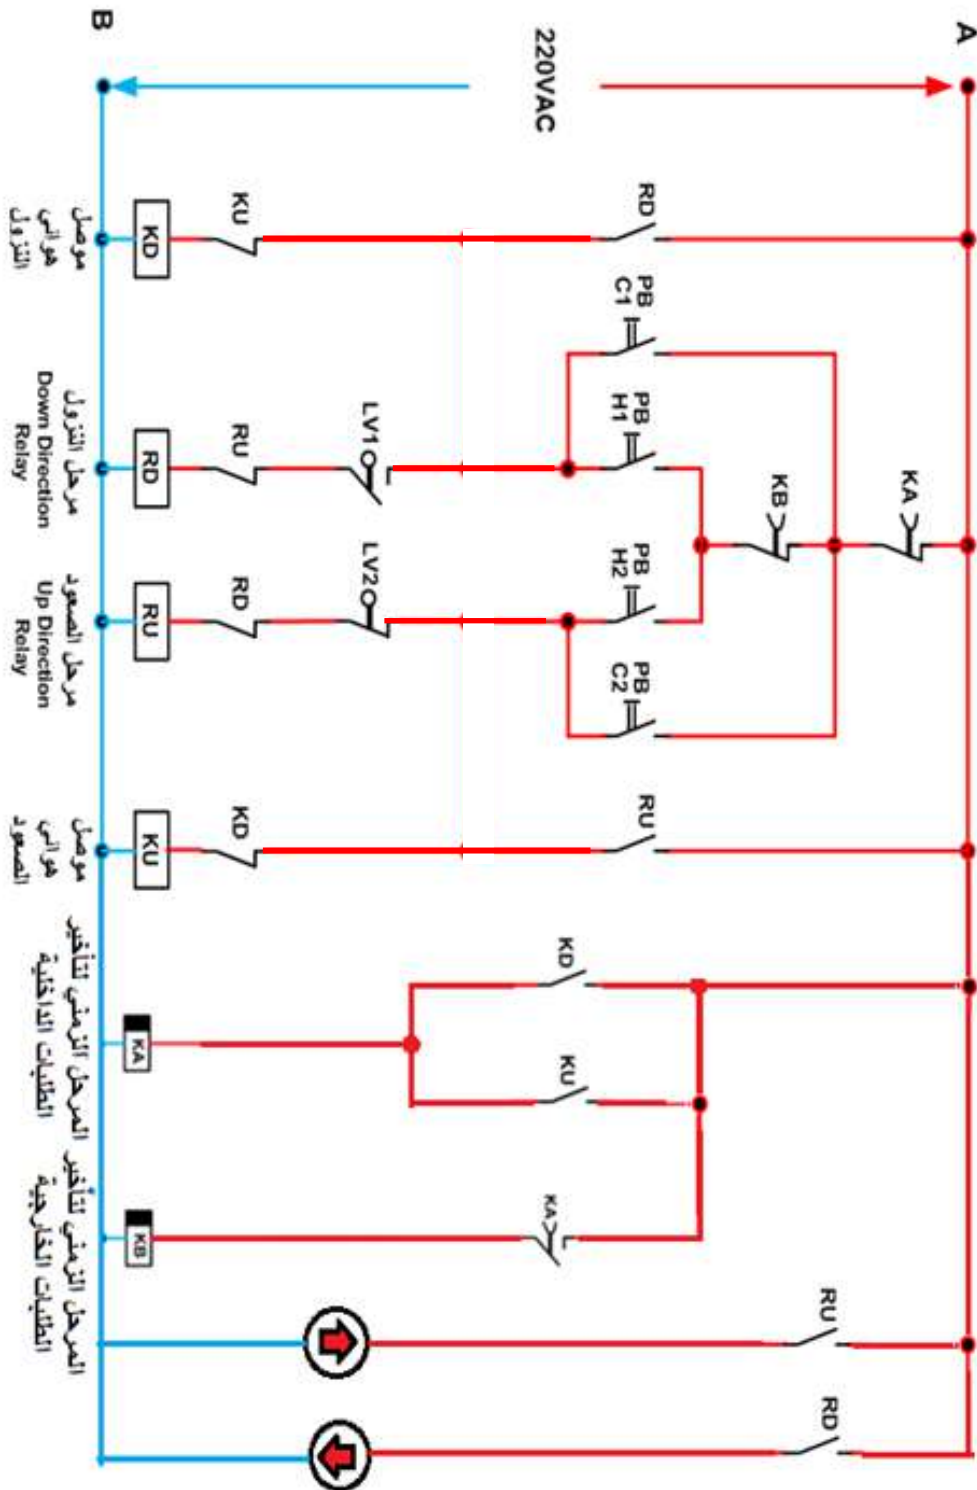 A
220VAC
B
RD
KU
KD
موصل
هوائي
النزول
KA
KB
PB
C1
PB
H1
PB
H2
PB
C2
LV1
RU
RD
مرحل النزول
Down Direction
Relay
LV2
RD
RU
مرحل الصعود
Up Direction
Relay
RU
KD
KU
موصل
هوائي
الصعود
KD
KU
KA
المرحل الزمني لتأخير
الطلبات الداخلية
KA
KB
المرحل الزمني لتأخير
الطلبات الخارجية
RU
RD